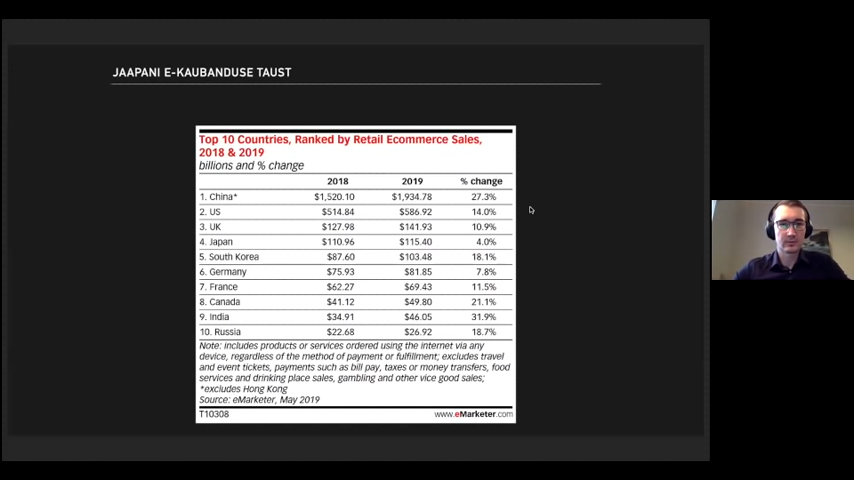 JAAPANI E-KAUBANDUSE TAUST
Top 10 Countries, Ranked by Retail Ecommerce Sales,
2018 & 2019
billions and % change
2018 2019 % change
1. China* $1,520.10 $1,934.78 27.3%
2. US $514.84 $586.92 14.0%
3. UK $127.98 $141.93 10.9%
4. Japan $110.96 $115.40 4.0%
5. South Korea $87.60 $103.48 18.1%
6. Germany $75.93 $81.85 7.8%
7. France $62.27 $69.43 11.5%
8. Canada $41.12 $49.80 21.1%
9. India $34.91 $46.05 31.9%
10. Russia $22.68 $26.92 18.7%
Note: includes products or services ordered using the internet via any
device, regardless of the method of payment or fulfillment; excludes travel
and event tickets, payments such as bill pay, taxes or money transfers, food
services and drinking place sales, gambling and other vice good sales;
*excludes Hong Kong
Source: eMarketer, May 2019
T10308 www.eMarketer.com